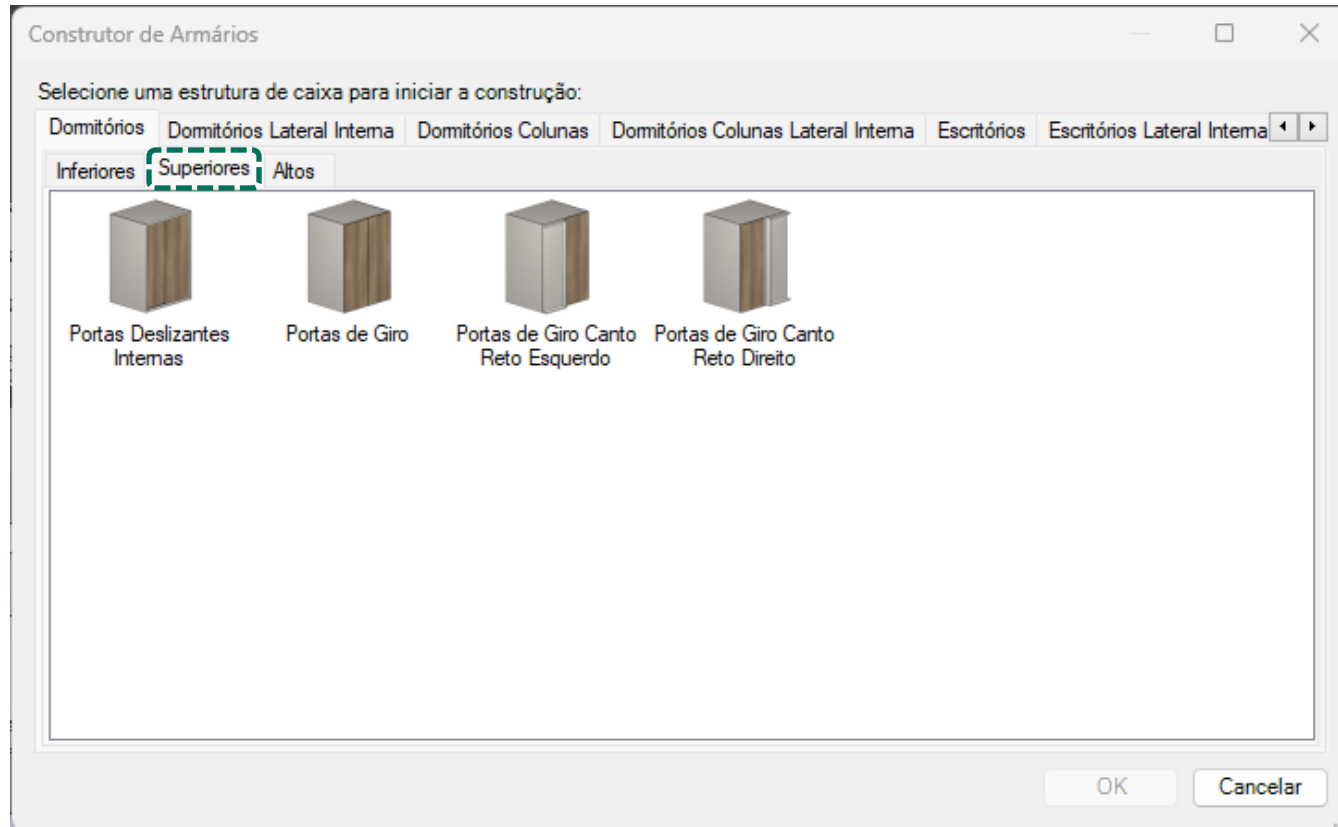 Construtor de Armários
Selecione uma estrutura de caixa para iniciar a construção:
Dormitórios Dormitórios Lateral Interna Dormitórios Colunas Dormitórios Colunas Lateral Interna Escritórios Escritórios Lateral Interna
Inferiores Superiores Altos
Portas Deslizantes Internas
Portas de Giro
Portas de Giro Canto Reto Esquerdo
Portas de Giro Canto Reto Direito
OK Cancelar